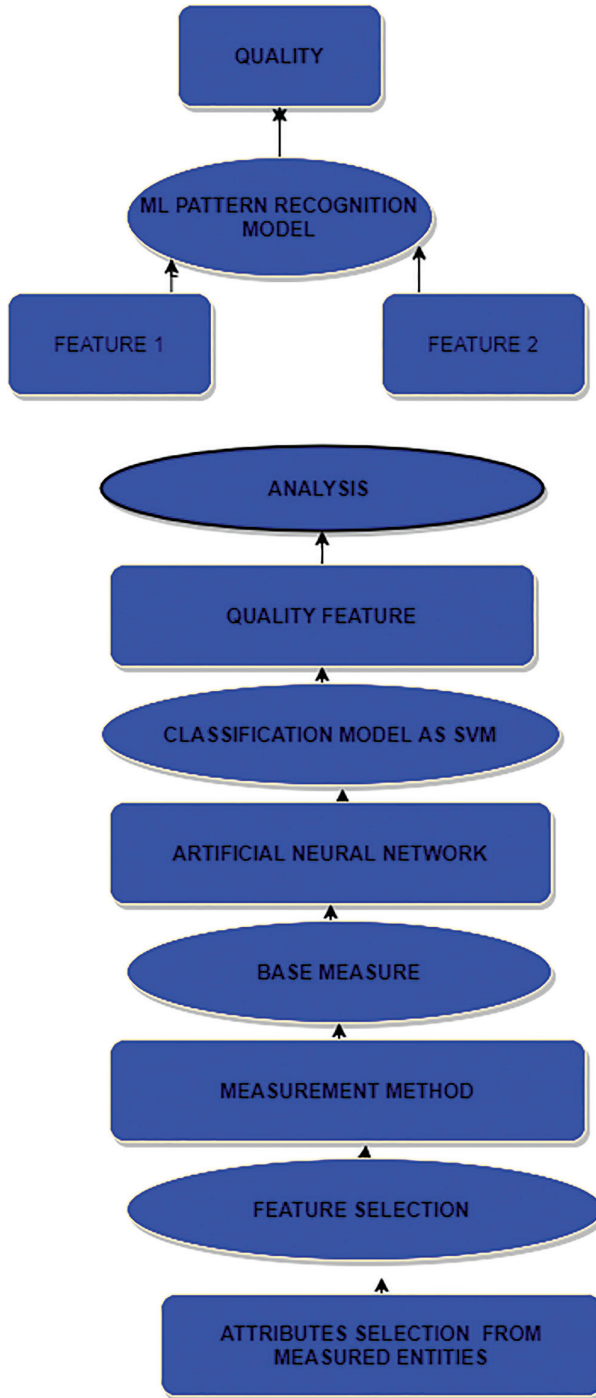 QUALITY
ML PATTERN RECOGNITION
MODEL
FEATURE 1
FEATURE 2
ANALYSIS
QUALITY FEATURE
CLASSIFICATION MODEL AS SVM
ARTIFICIAL NEURAL NETWORK
BASE MEASURE
MEASUREMENT METHOD
FEATURE SELECTION
ATTRIBUTES SELECTION FROM
MEASURED ENTITIES